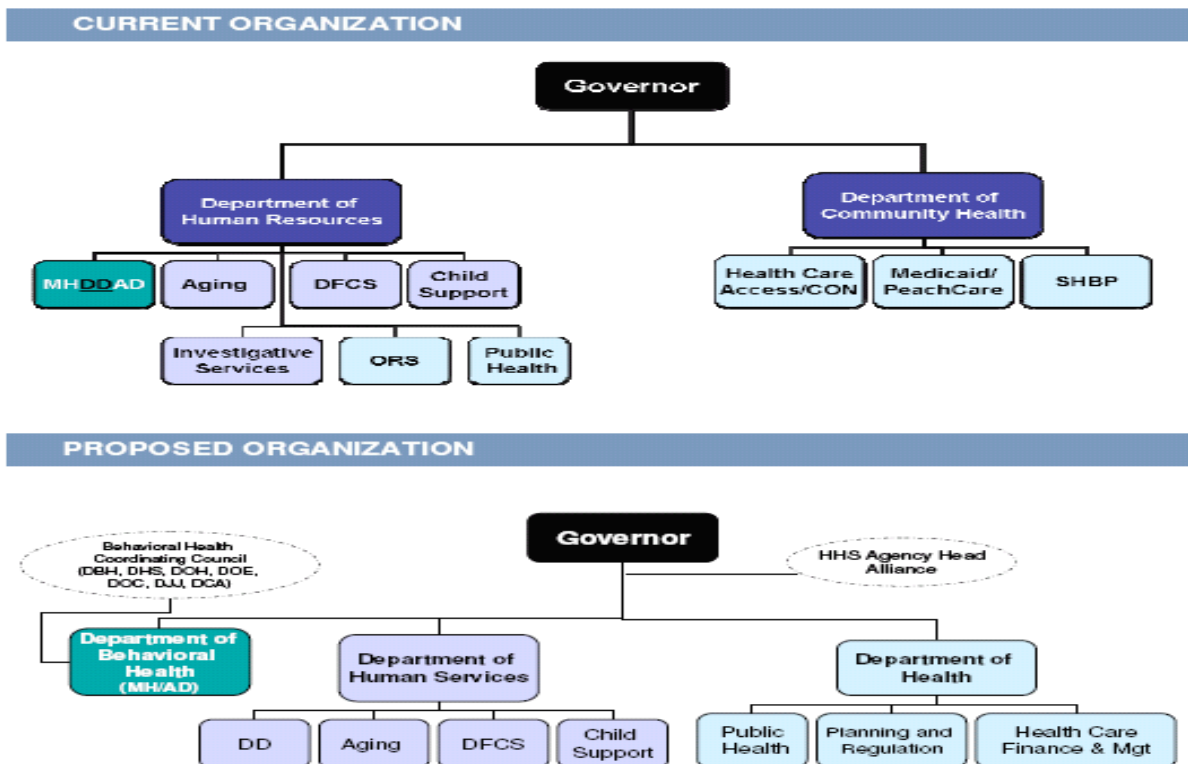 CURRENT ORGANIZATION
Governor
Department of
Human Resources
Department of
Community Health
MHDDAD
Aging
DFCS
Child
Support
Health Care
Access/CON
Medicaid/
PeachCare
SHBP
Investigative
Services
ORS
Public
Health
PROPOSED ORGANIZATION
Behavioral Health
Coordinating Council
(DBH, DHS, DOH, DOE,
DOC, DJJ, DCA)
Governor
HHS Agency Head
Alliance
Department of
Behavioral
Health
(MH/AD)
Department of
Human Services
Department of
Health
DD
Aging
DFCS
Child
Support
Public
Health
Planning and
Regulation
Health Care
Finance & Mgt